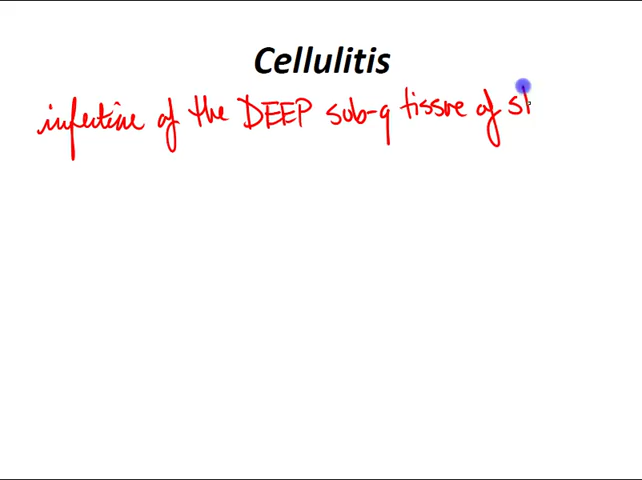 Cellulitis
infection of the DEEP sub-q tissue of